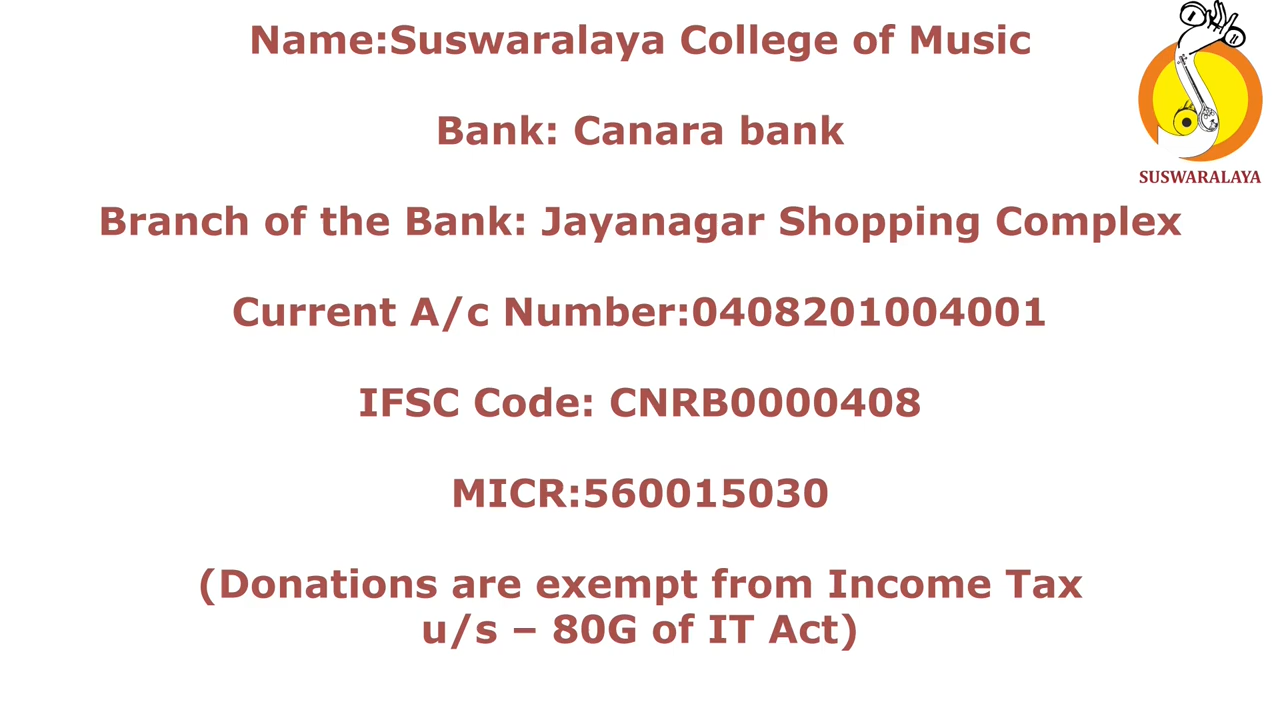 Name:Suswaralaya College of Music
SUSWARALAYA
Bank: Canara bank
Branch of the Bank: Jayanagar Shopping Complex
Current A/c Number:0408201004001
IFSC Code: CNRB0000408
MICR:560015030
(Donations are exempt from Income Tax
u/s – 80G of IT Act)